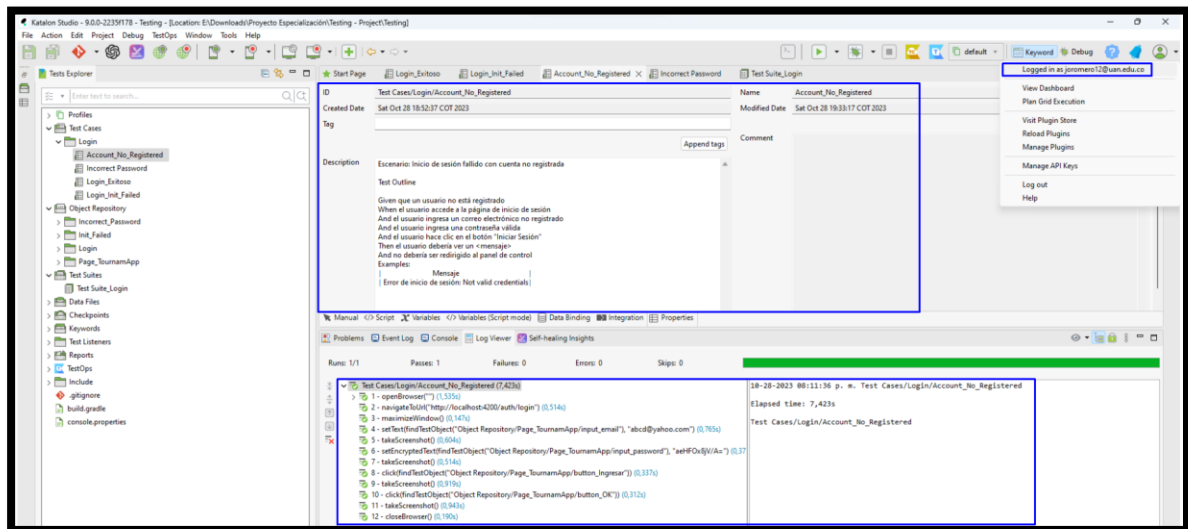 Katalon Studio - 9.0.0-2235f178 - Testing - [Location: E:\Downloads\Proyecto Especialización\Testing - Project\Testing]
File Action Edit Project Debug TestOps Window Tools Help
default
Keyword
Debug
Tests Explorer
Enter text to search...
Profiles
Test Cases
Login
Account_No_Registered
Incorrect Password
Login_Exitoso
Login_Init_Failed
Object Repository
Incorrect_Password
Init_Failed
Login
Page_TournamApp
Test Suites
Test Suite_Login
Data Files
Checkpoints
Keywords
Test Listeners
Reports
TestOps
Include
.gitignore
build.gradle
console.properties
Start Page
Login_Exitoso
Login_Init_Failed
Account_No_Registered
Incorrect Password
Test Suite_Login
ID
Test Cases/Login/Account_No_Registered
Name
Account_No_Registered
Created Date
Sat Oct 28 18:52:37 COT 2023
Modified Date
Sat Oct 28 19:33:17 COT 2023
Tag
Append tags
Comment
Description
Escenario: Inicio de sesión fallido con cuenta no registrada
Test Outline
Given que un usuario no está registrado
When el usuario accede a la página de inicio de sesión
And el usuario ingresa un correo electrónico no registrado
And el usuario ingresa una contraseña válida
And el usuario hace clic en el botón "Iniciar Sesión"
Then el usuario debería ver un <mensaje>
And no debería ser redirigido al panel de control
Examples:
| Mensaje |
| Error de inicio de sesión: Not valid credentials|
Logged in as jeromero12@uan.edu.co
View Dashboard
Plan Grid Execution
Visit Plugin Store
Reload Plugins
Manage Plugins
Manage API Keys
Log out
Help
Manual </> Script Variables </> Variables (Script mode) Data Binding Integration Properties
Problems Event Log Console Log Viewer Self-healing Insights
Runs: 1/1 Passes: 1 Failures: 0 Errors: 0 Skips: 0
Test Cases/Login/Account_No_Registered (7,423s)
1 - openBrowser("") (1,535s)
2 - navigateToUrl("http://localhost:4200/auth/login") (0,514s)
3 - maximizeWindow() (0,147s)
4 - setText(findTestObject("Object Repository/Page_TournamApp/input_email"), "abcd@yahoo.com") (0,765s)
5 - takeScreenshot() (0,604s)
6 - setEncryptedText(findTestObject("Object Repository/Page_TournamApp/input_password"), "aeHFOx8jV/A=") (0,37
7 - takeScreenshot() (0,514s)
8 - click(findTestObject("Object Repository/Page_TournamApp/button_Ingresar")) (0,337s)
9 - takeScreenshot() (0,919s)
10 - click(findTestObject("Object Repository/Page_TournamApp/button_OK")) (0,312s)
11 - takeScreenshot() (0,943s)
12 - closeBrowser() (0,190s)
10-28-2023 08:11:36 p. m. Test Cases/Login/Account_No_Registered
Elapsed time: 7,423s
Test Cases/Login/Account_No_Registered